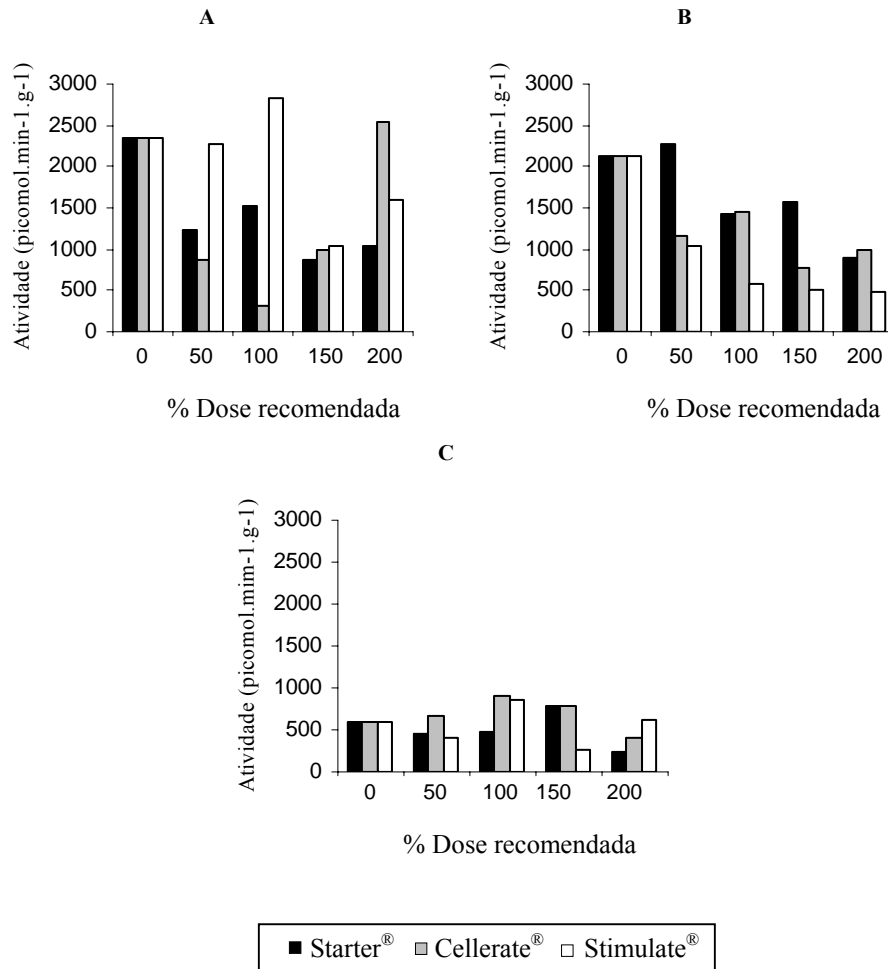 A
Atividade (picomol.min-1.g-1)
3000
2500
2000
1500
1000
500
0
0 50 100 150 200
% Dose recomendada
B
Atividade (picomol.min-1.g-1)
3000
2500
2000
1500
1000
500
0
0 50 100 150 200
% Dose recomendada
C
Atividade (picomol.mim-1.g-1)
3000
2500
2000
1500
1000
500
0
0 50 100 150 200
% Dose recomendada
Starter® Cellerate® Stimulate®